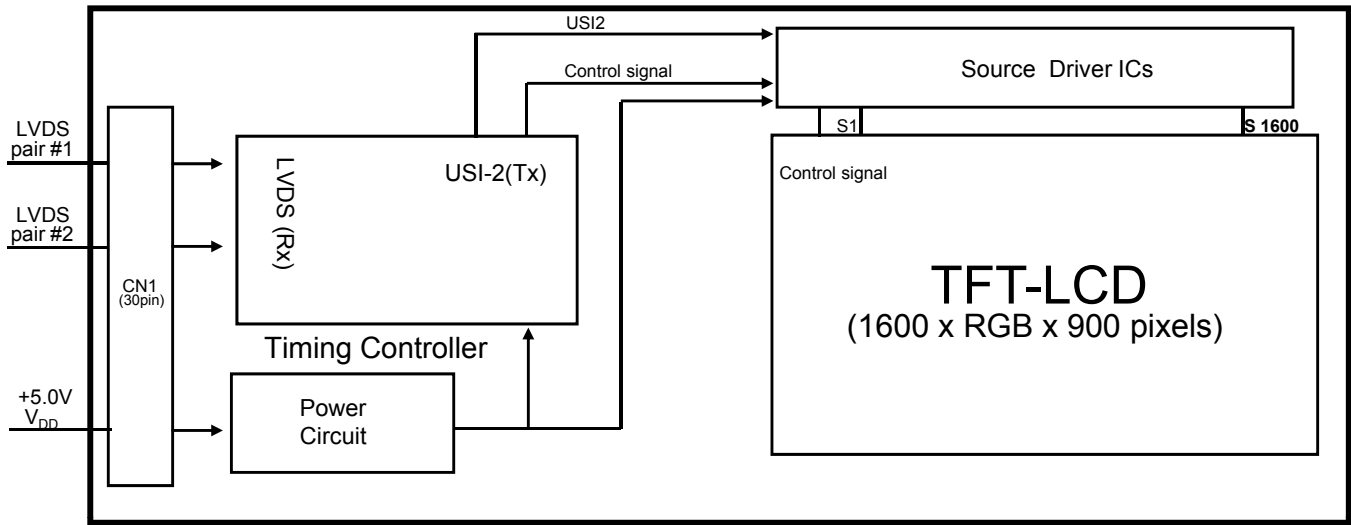 USI2
Control signal
Source Driver ICs
LVDS
pair #1
S1
S 1600
LVDS (Rx)
USI-2(Tx)
Control signal
LVDS
pair #2
CN1
(30pin)
TFT-LCD
(1600 x RGB x 900 pixels)
Timing Controller
+5.0V
VDD
Power
Circuit